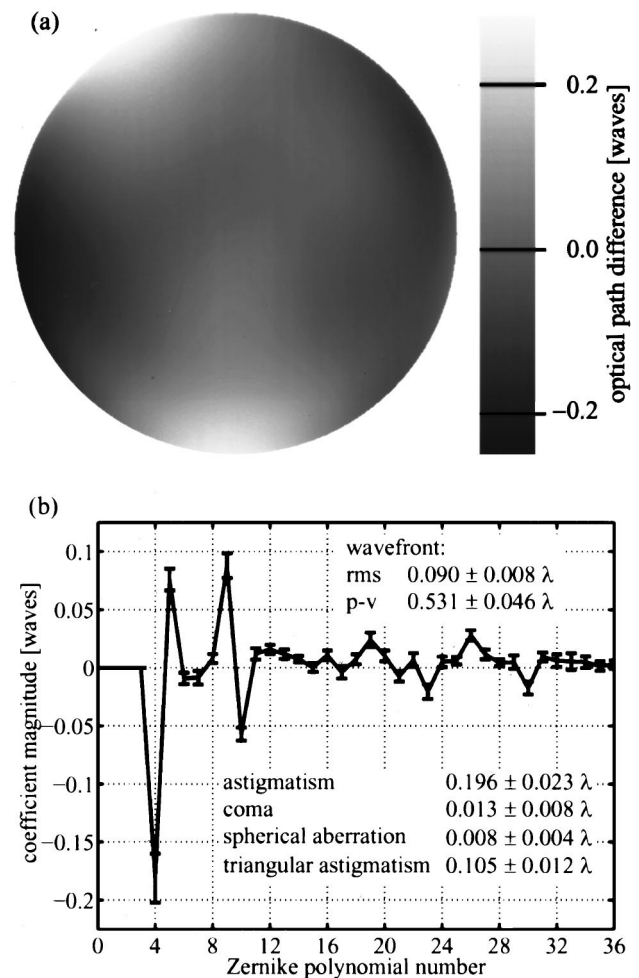 (a)
0.2
0.0
−0.2
optical path difference [waves]
(b)
0.1
0.05
0
−0.05
−0.1
−0.15
−0.2
coefficient magnitude [waves]
wavefront:
rms 0.090 ± 0.008 λ
p-v 0.531 ± 0.046 λ
astigmatism 0.196 ± 0.023 λ
coma 0.013 ± 0.008 λ
spherical aberration 0.008 ± 0.004 λ
triangular astigmatism 0.105 ± 0.012 λ
0 4 8 12 16 20 24 28 32 36
Zernike polynomial number